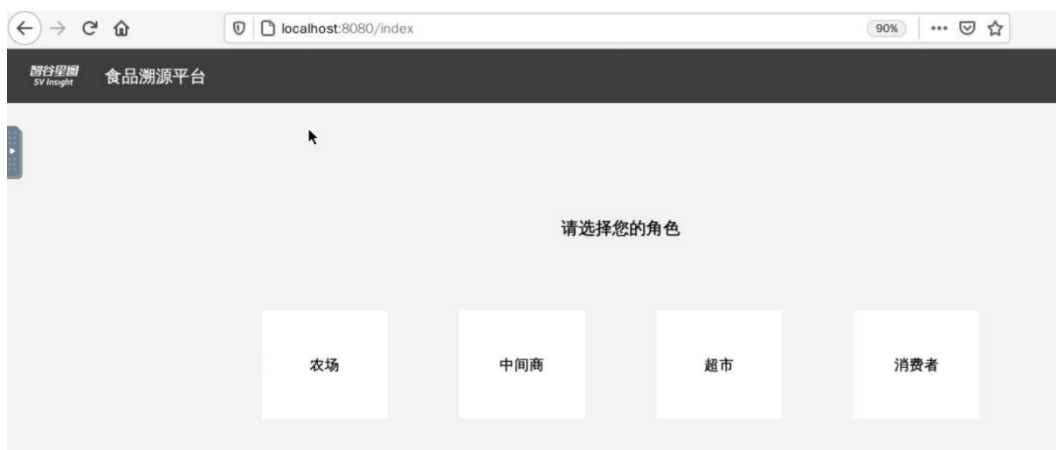 localhost:8080/index
90%
智谷星图
SV Insight
食品溯源平台
请选择您的角色
农场
中间商
超市
消费者